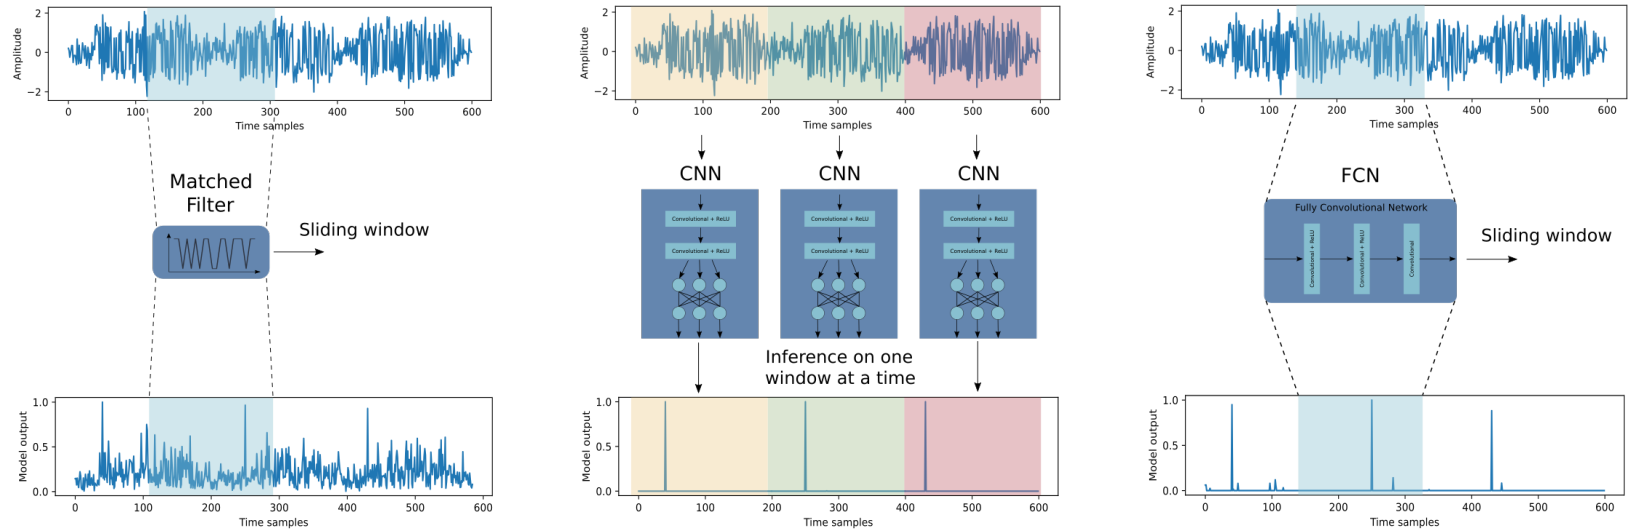 2
0
−2
Amplitude
0 100 200 300 400 500 600
Time samples
Matched
Filter
Sliding window
1.0
0.5
0.0
Model output
0 100 200 300 400 500 600
Time samples
2
0
−2
Amplitude
0 100 200 300 400 500 600
Time samples
CNN CNN CNN
Convolutional + ReLU Convolutional + ReLU Convolutional + ReLU
Convolutional + ReLU Convolutional + ReLU Convolutional + ReLU
Inference on one
window at a time
1.0
0.5
0.0
Model output
0 100 200 300 400 500 600
Time samples
2
0
−2
Amplitude
0 100 200 300 400 500 600
Time samples
FCN
Fully Convolutional Network
Convolutional + ReLU
Convolutional + ReLU
Convolutional
Sliding window
1.0
0.5
0.0
Model output
0 100 200 300 400 500 600
Time samples